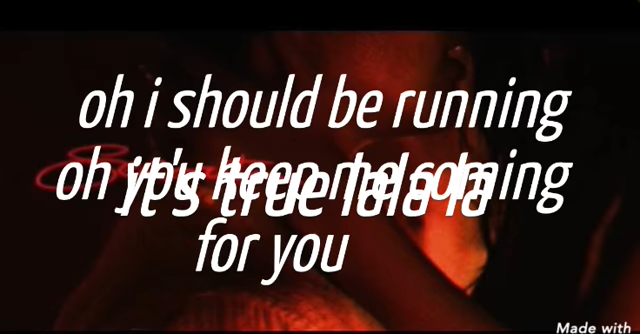 oh i should be running
oh you keep me coming
it's true lala la
for you
Made with